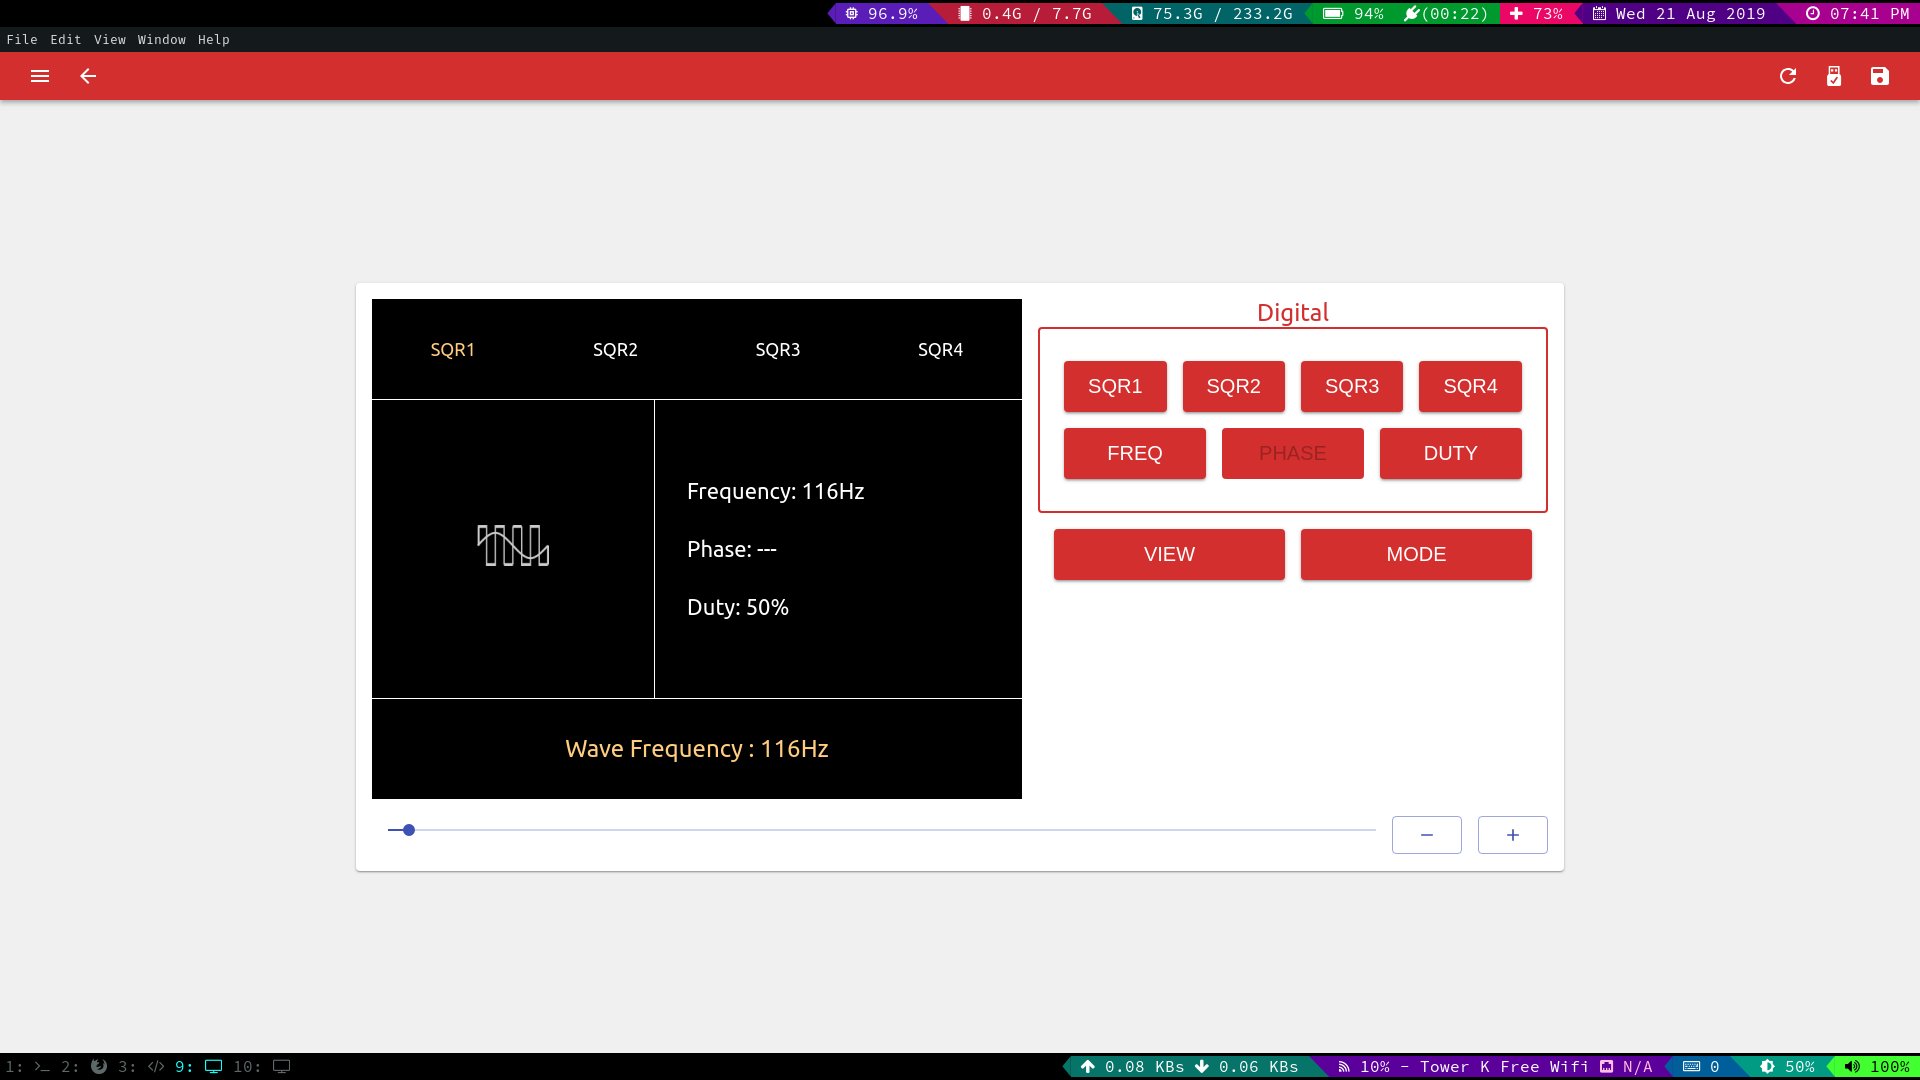 96.9% 0.4G / 7.7G 75.3G / 233.2G 94% (00:22) 73% Wed 21 Aug 2019 07:41 PM
File Edit View Window Help
SQR1 SQR2 SQR3 SQR4
Frequency: 116Hz
Phase: ---
Duty: 50%
Wave Frequency : 116Hz
Digital
SQR1 SQR2 SQR3 SQR4
FREQ PHASE DUTY
VIEW MODE
− +
1: 2: 3: 9: 10: 0.08 KBs 0.06 KBs 10% - Tower K Free Wifi N/A 0 50% 100%